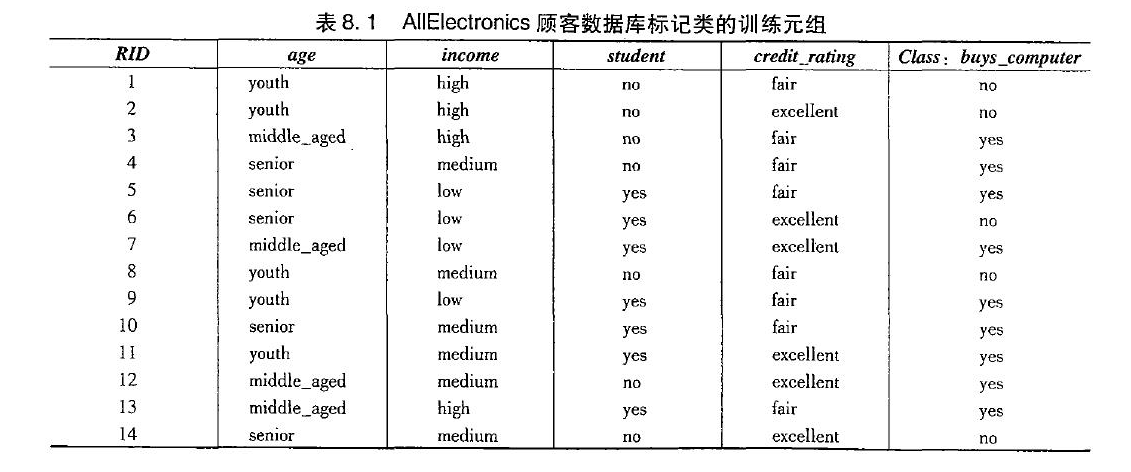 表8.1 AllElectronics 顾客数据库标记类的训练元组
RID age income student credit_rating Class：buys_computer
1 youth high no fair no
2 youth high no excellent no
3 middle_aged high no fair yes
4 senior medium no fair yes
5 senior low yes fair yes
6 senior low yes excellent no
7 middle_aged low yes excellent yes
8 youth medium no fair no
9 youth low yes fair yes
10 senior medium yes fair yes
11 youth medium yes excellent yes
12 middle_aged medium no excellent yes
13 middle_aged high yes fair yes
14 senior medium no excellent no